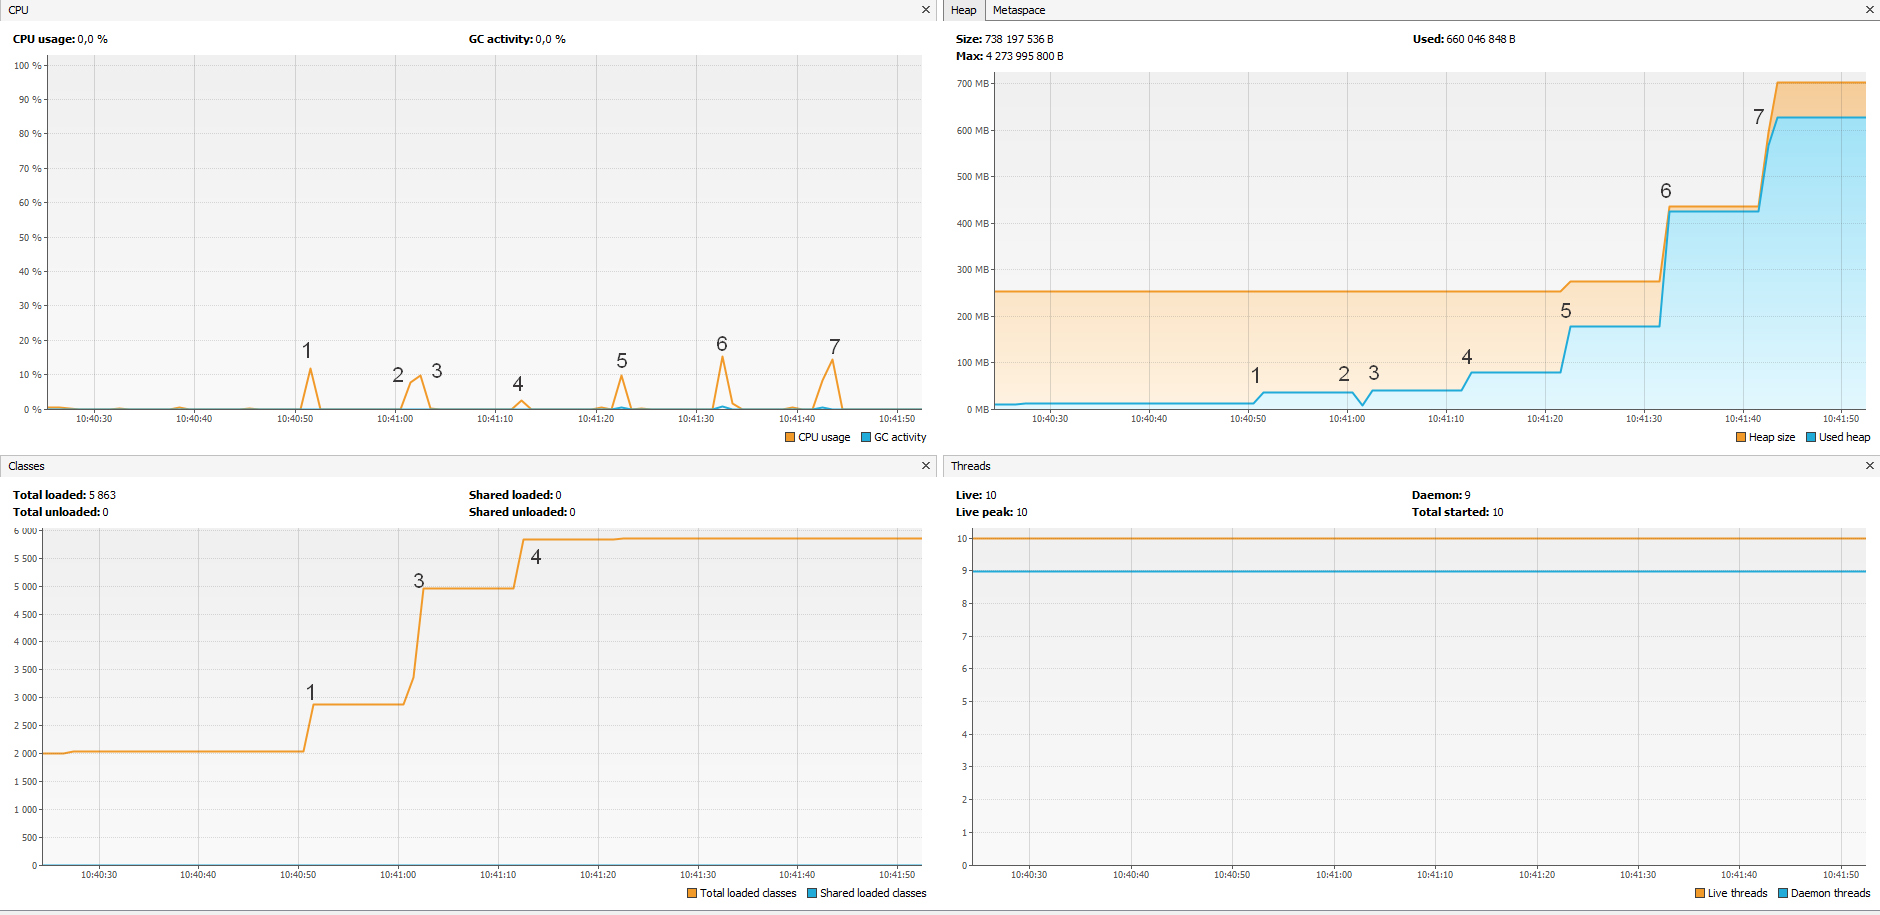 CPU
CPU usage: 0,0 %
GC activity: 0,0 %
100 %
90 %
80 %
70 %
60 %
50 %
40 %
30 %
20 %
10 %
0 %
1
2
3
4
5
6
7
10:40:30 10:40:40 10:40:50 10:41:00 10:41:10 10:41:20 10:41:30 10:41:40 10:41:50
CPU usage GC activity
Heap Metaspace
Size: 738 197 536 B
Used: 660 046 848 B
Max: 4 273 995 800 B
700 MB
600 MB
500 MB
400 MB
300 MB
200 MB
100 MB
0 MB
1
2
3
4
5
6
7
10:40:30 10:40:40 10:40:50 10:41:00 10:41:10 10:41:20 10:41:30 10:41:40 10:41:50
Heap size Used heap
Classes
Total loaded: 5 863
Shared loaded: 0
Total unloaded: 0
Shared unloaded: 0
6 000
5 500
5 000
4 500
4 000
3 500
3 000
2 500
2 000
1 500
1 000
500
0
1
3
4
10:40:30 10:40:40 10:40:50 10:41:00 10:41:10 10:41:20 10:41:30 10:41:40 10:41:50
Total loaded classes Shared loaded classes
Threads
Live: 10
Daemon: 9
Live peak: 10
Total started: 10
10
9
8
7
6
5
4
3
2
1
0
10:40:30 10:40:40 10:40:50 10:41:00 10:41:10 10:41:20 10:41:30 10:41:40 10:41:50
Live threads Daemon threads